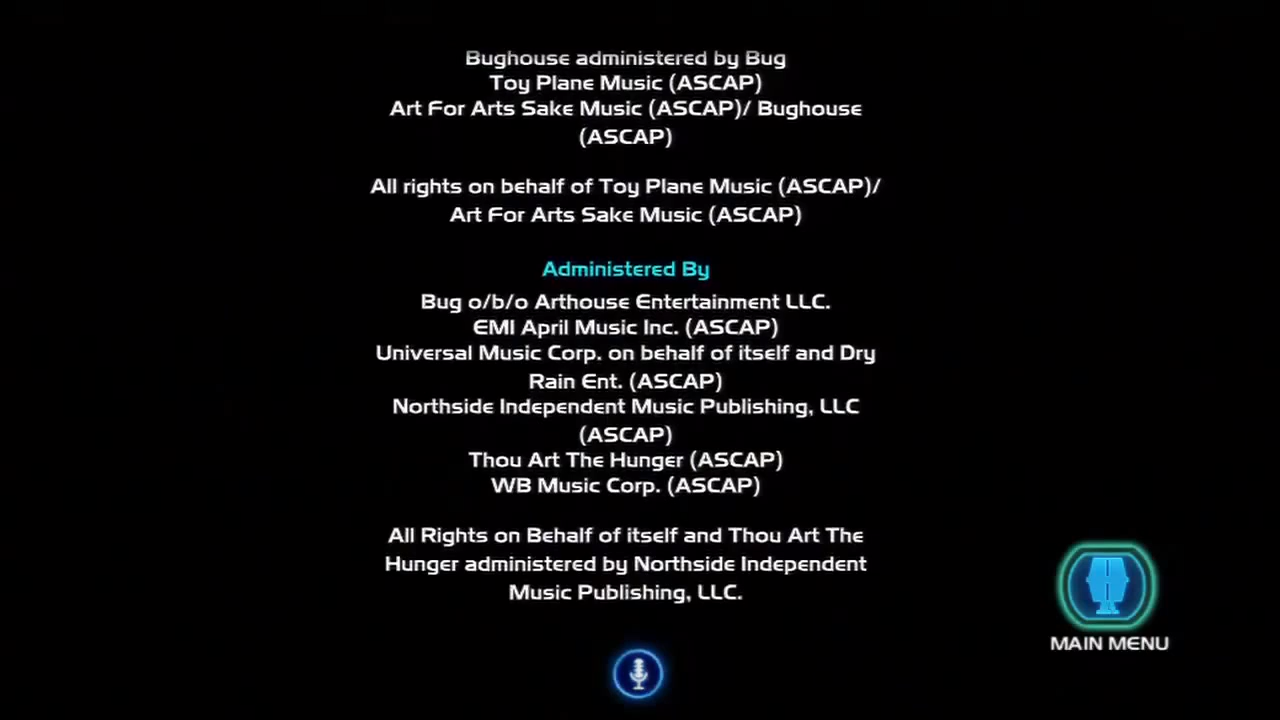 Bughouse administered by Bug
Toy Plane Music (ASCAP)
Art For Arts Sake Music (ASCAP)/ Bughouse
(ASCAP)
All rights on behalf of Toy Plane Music (ASCAP)/
Art For Arts Sake Music (ASCAP)
Administered By
Bug o/b/o Arthouse Entertainment LLC.
EMI April Music Inc. (ASCAP)
Universal Music Corp. on behalf of itself and Dry
Rain Ent. (ASCAP)
Northside Independent Music Publishing, LLC
(ASCAP)
Thou Art The Hunger (ASCAP)
WB Music Corp. (ASCAP)
All Rights on Behalf of itself and Thou Art The
Hunger administered by Northside Independent
Music Publishing, LLC.
MAIN MENU